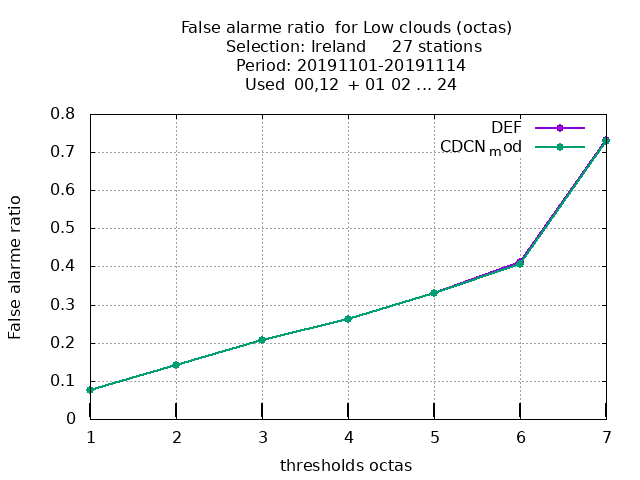 False alarme ratio  for Low clouds (octas)
Selection: Ireland     27 stations
Period: 20191101-20191114
Used  00,12  + 01 02 ... 24
DEF
CDCN_mod
0.8
0.7
0.6
0.5
0.4
0.3
0.2
0.1
0
False alarme ratio
1 2 3 4 5 6 7
thresholds octas